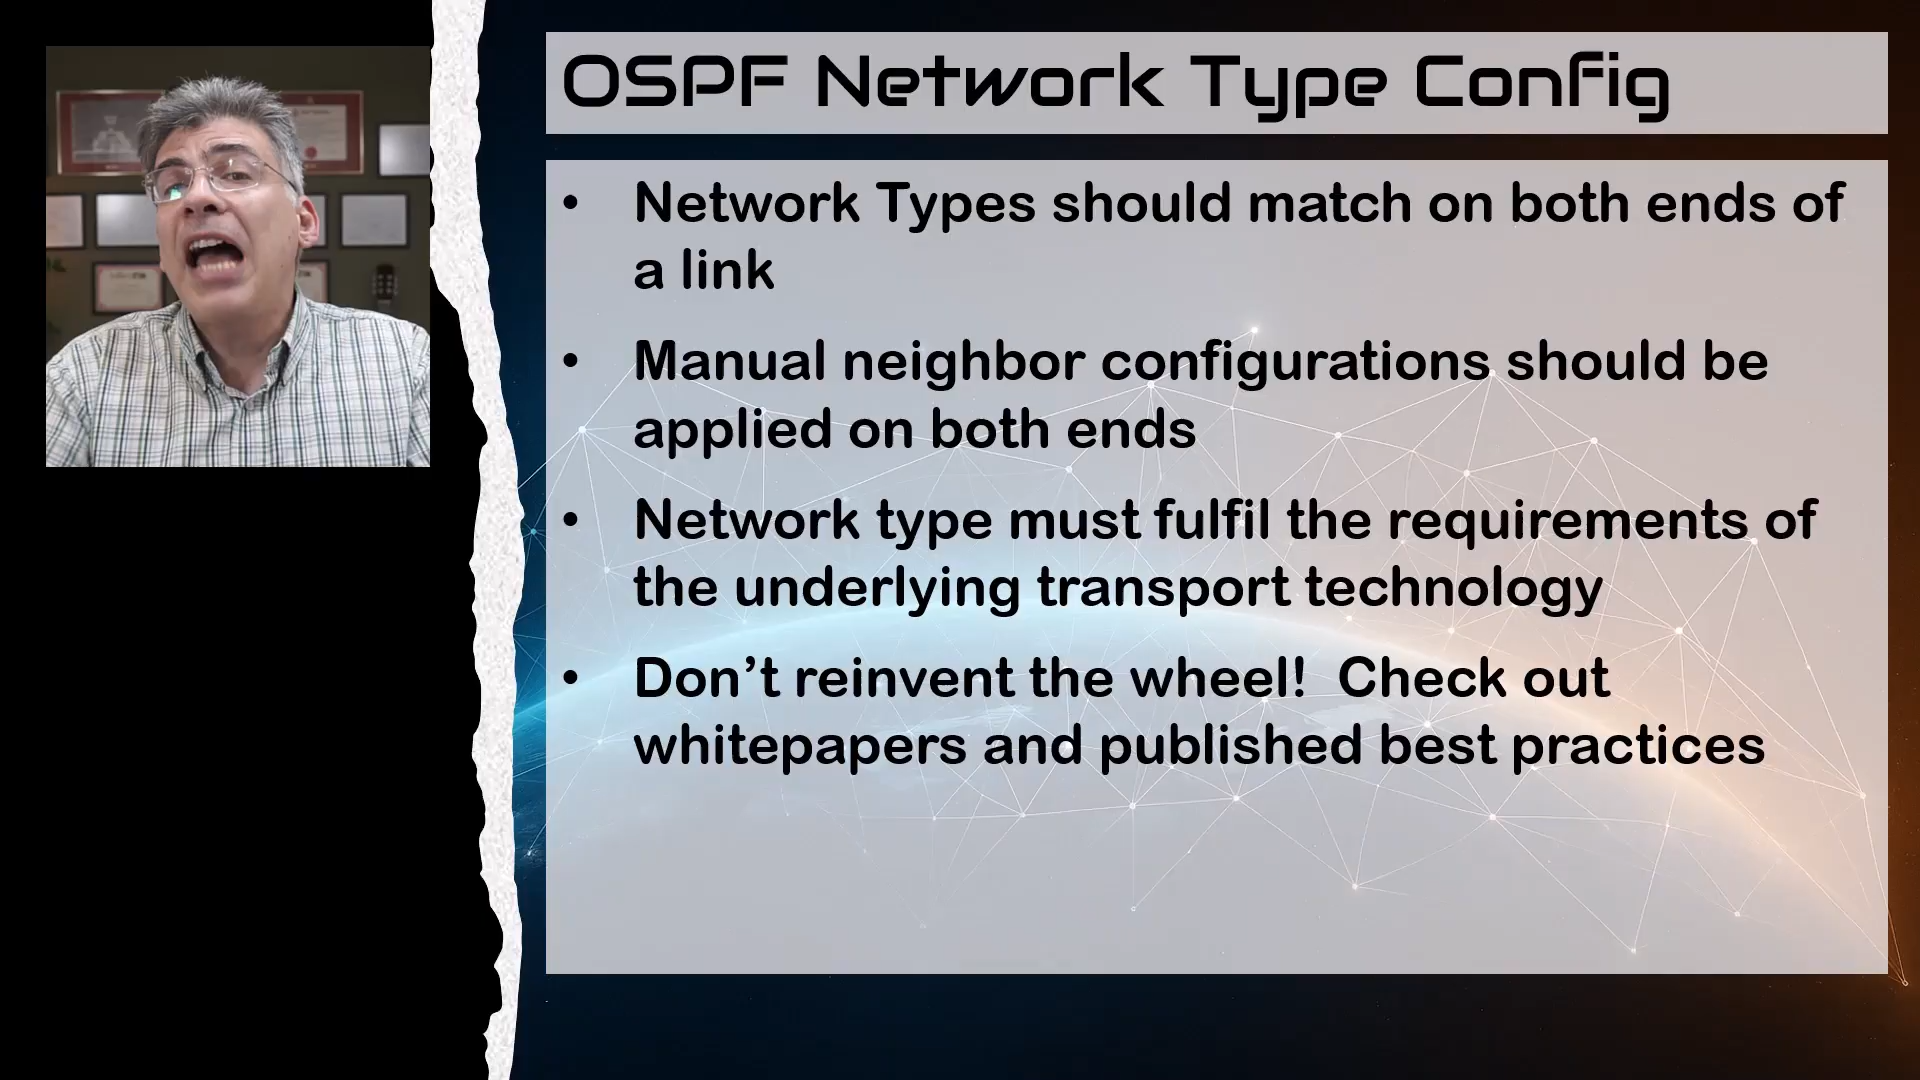 OSPF Network Type Config
• Network Types should match on both ends of
a link
• Manual neighbor configurations should be
applied on both ends
• Network type must fulfil the requirements of
the underlying transport technology
• Don’t reinvent the wheel!  Check out
whitepapers and published best practices